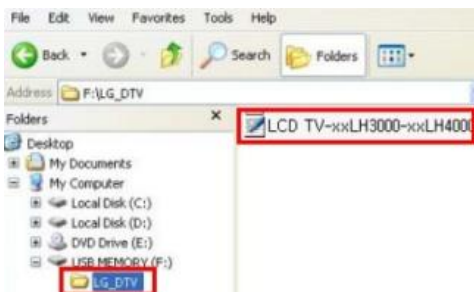 File Edit View Favorites Tools Help
Back Search Folders
Address F:\LG_DTV
Folders x
LCD TV-xxLH3000-xxLH4000
Desktop
My Documents
My Computer
Local Disk (C:)
Local Disk (D:)
DVD Drive (E:)
USB MEMORY (F:)
LG_DTV